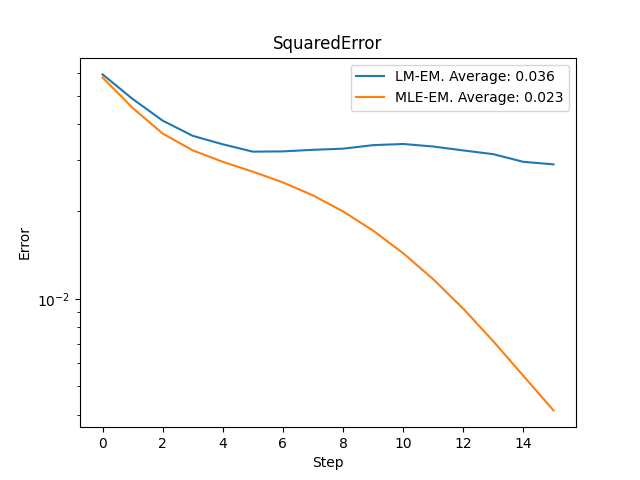 SquaredError
LM-EM. Average: 0.036
MLE-EM. Average: 0.023
Error
10⁻²
0 2 4 6 8 10 12 14
Step